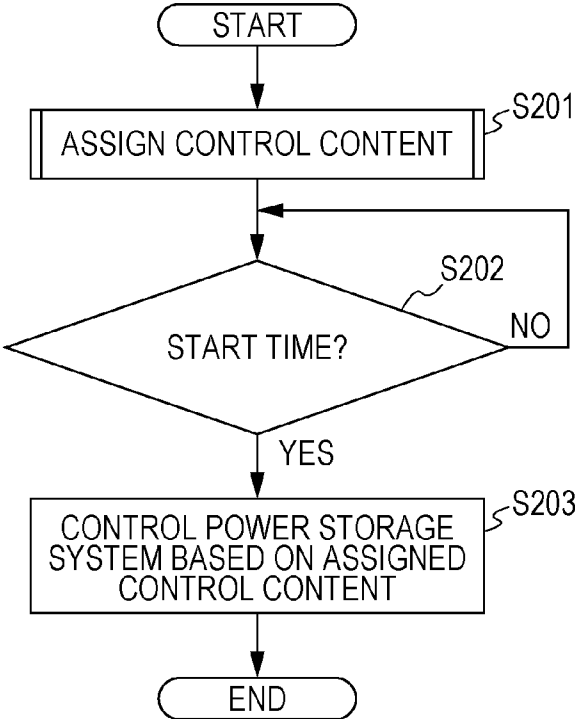 START
S201
ASSIGN CONTROL CONTENT
S202
START TIME?
NO
YES
S203
CONTROL POWER STORAGE
SYSTEM BASED ON ASSIGNED
CONTROL CONTENT
END